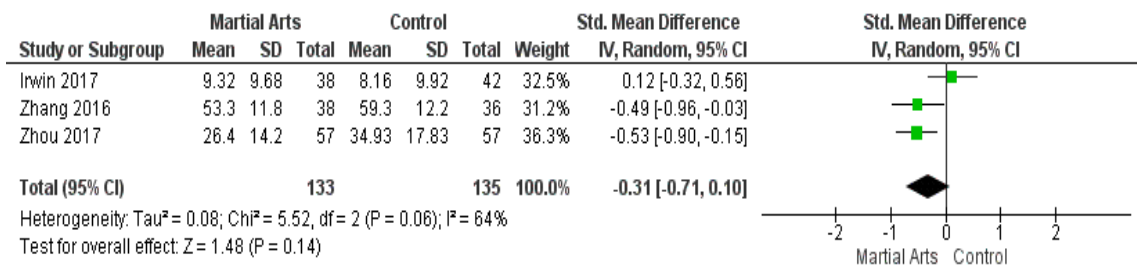 Martial Arts Control Std. Mean Difference Std. Mean Difference
Study or Subgroup Mean SD Total Mean SD Total Weight IV, Random, 95% CI IV, Random, 95% CI
Irwin 2017 9.32 9.68 38 8.16 9.92 42 32.5% 0.12 [-0.32, 0.56]
Zhang 2016 53.3 11.8 38 59.3 12.2 36 31.2% -0.49 [-0.96, -0.03]
Zhou 2017 26.4 14.2 57 34.93 17.83 57 36.3% -0.53 [-0.90, -0.15]
Total (95% CI) 133 135 100.0% -0.31 [-0.71, 0.10]
Heterogeneity: Tau² = 0.08; Chi² = 5.52, df = 2 (P = 0.06); I² = 64%
Test for overall effect: Z = 1.48 (P = 0.14)
-2 -1 0 1 2
Martial Arts Control